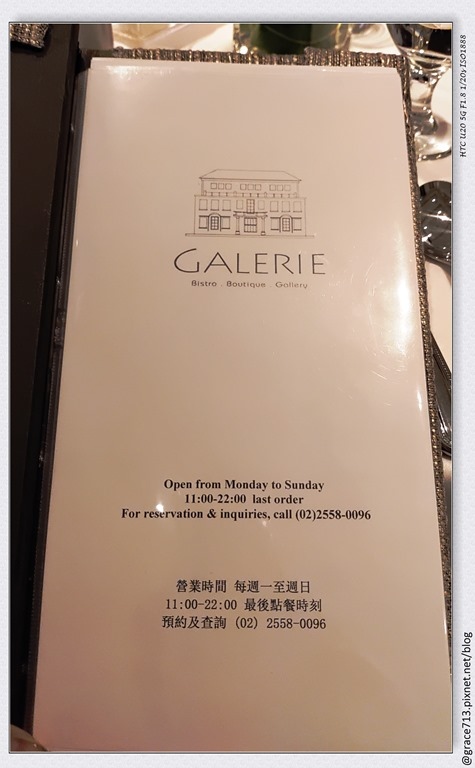 GALERIE
Bistro . Boutique . Gallery
Open from Monday to Sunday
11:00-22:00 last order
For reservation & inquiries, call (02)2558-0096
營業時間 每週一至週日
11:00-22:00 最後點餐時刻
預約及查詢 (02) 2558-0096
HTC U20 5G F1.8 1/20s ISO1888
@grace713.pixnet.net/blog